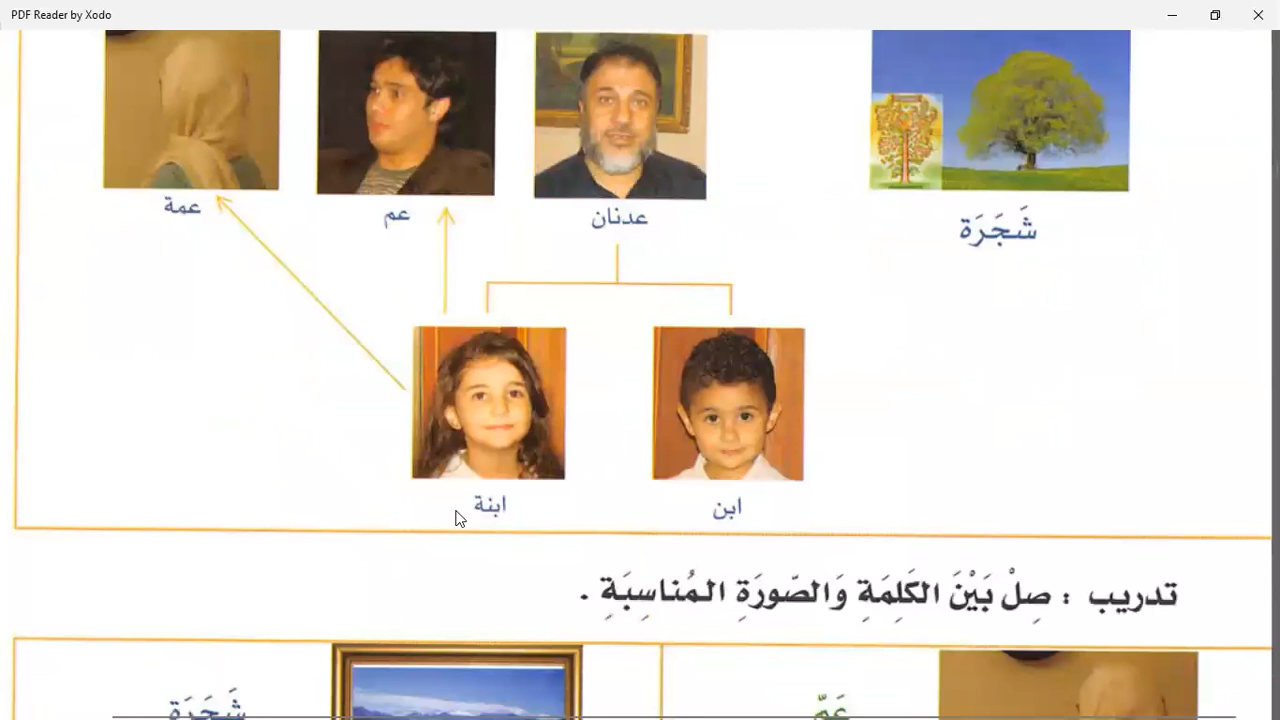 PDF Reader by Xodo
شَجَرَة
عدنان
عم
عمة
ابن
ابنة
تدريب : صِلْ بَيْنَ الكَلِمَةِ وَالصّورَةِ المُناسِبَةِ .
عَمّ
شَجَرَة